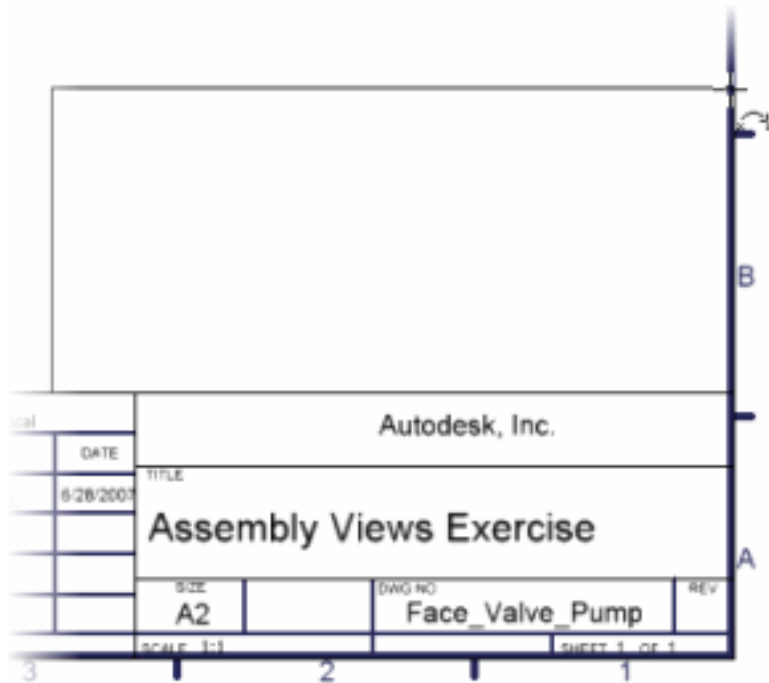 B
Autodesk, Inc.
DATE
TITLE
6/28/2007
Assembly Views Exercise
A
SIZE
DWG NO
REV
A2
Face_Valve_Pump
SCALE 1:1
SHEET 1 OF 1
3
2
1